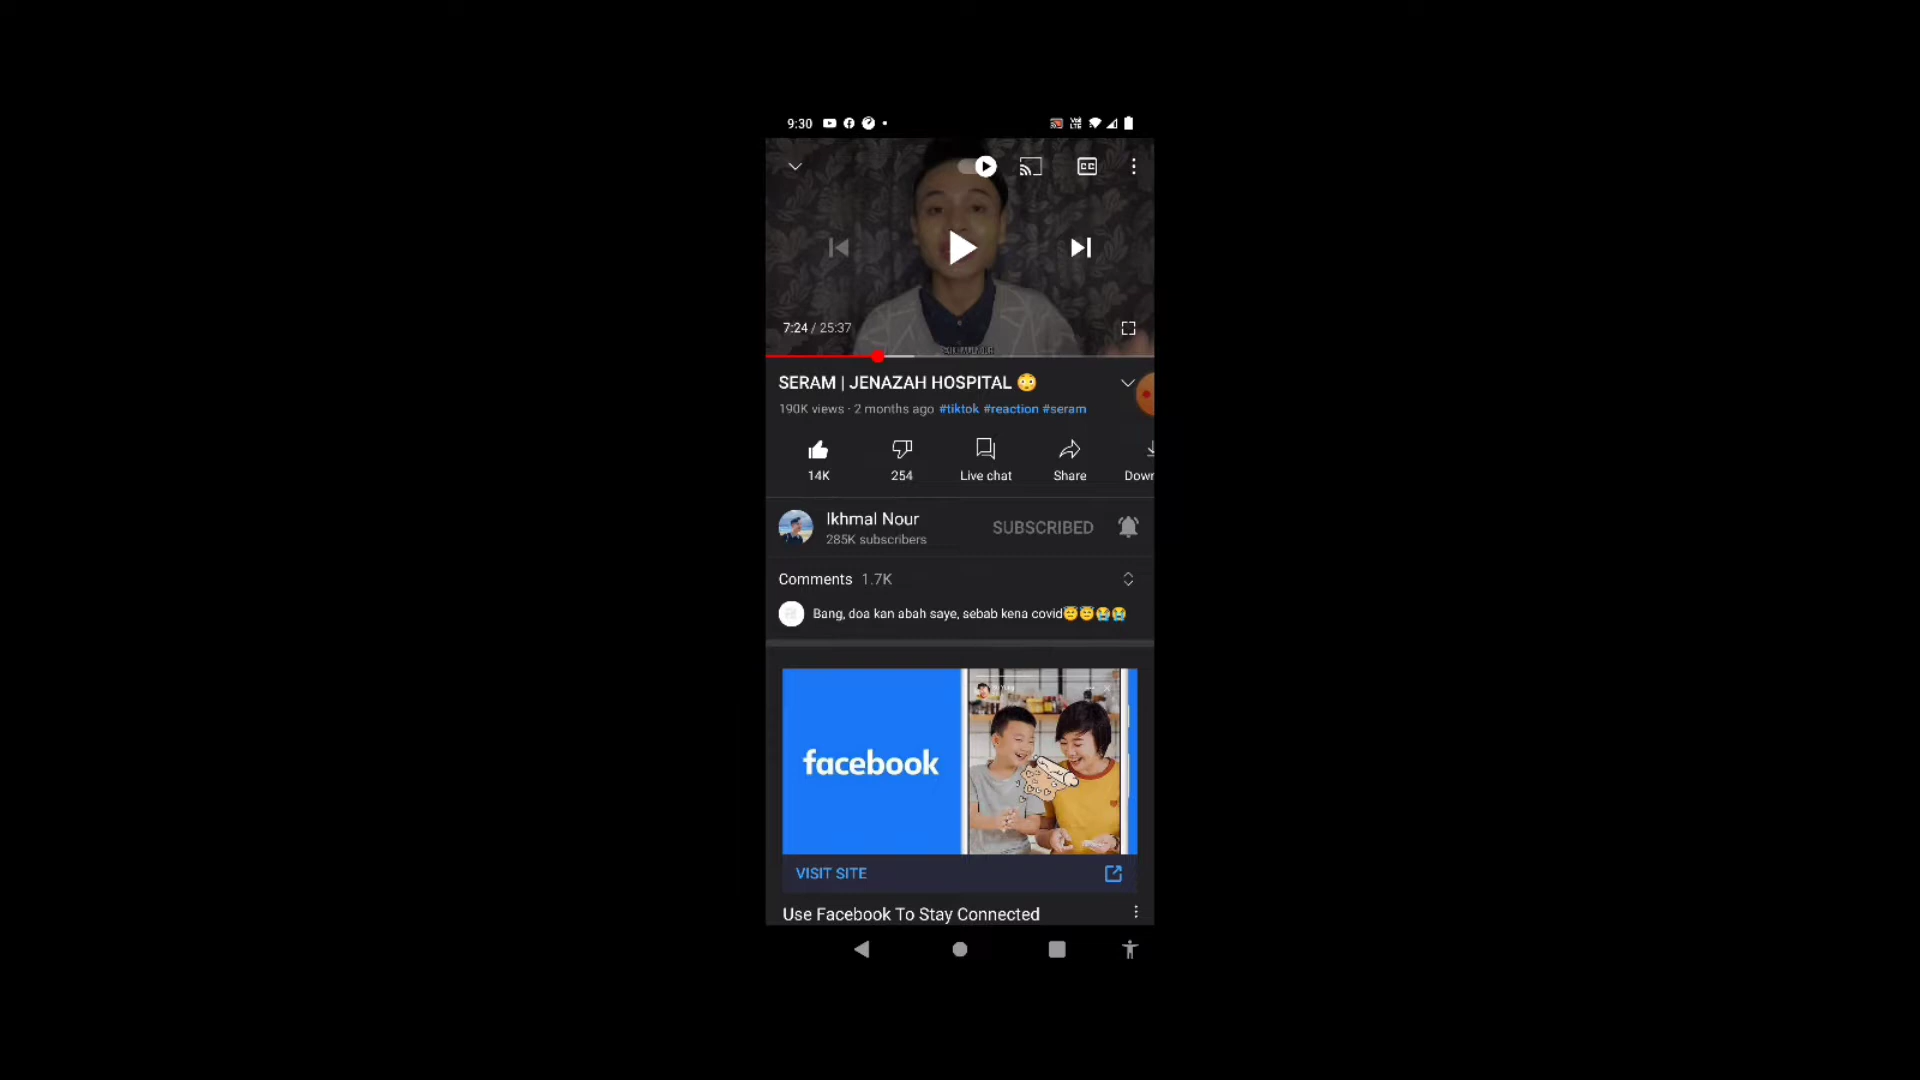 9:30
7:24 / 25:37
SERAM | JENAZAH HOSPITAL 😳
190K views · 2 months ago #tiktok #reaction #seram
14K
254
Live chat
Share
Down
Ikhmal Nour
285K subscribers
SUBSCRIBED
Comments 1.7K
Bang, doa kan abah saye, sebab kena covid😇😇😭😭
facebook
VISIT SITE
Use Facebook To Stay Connected